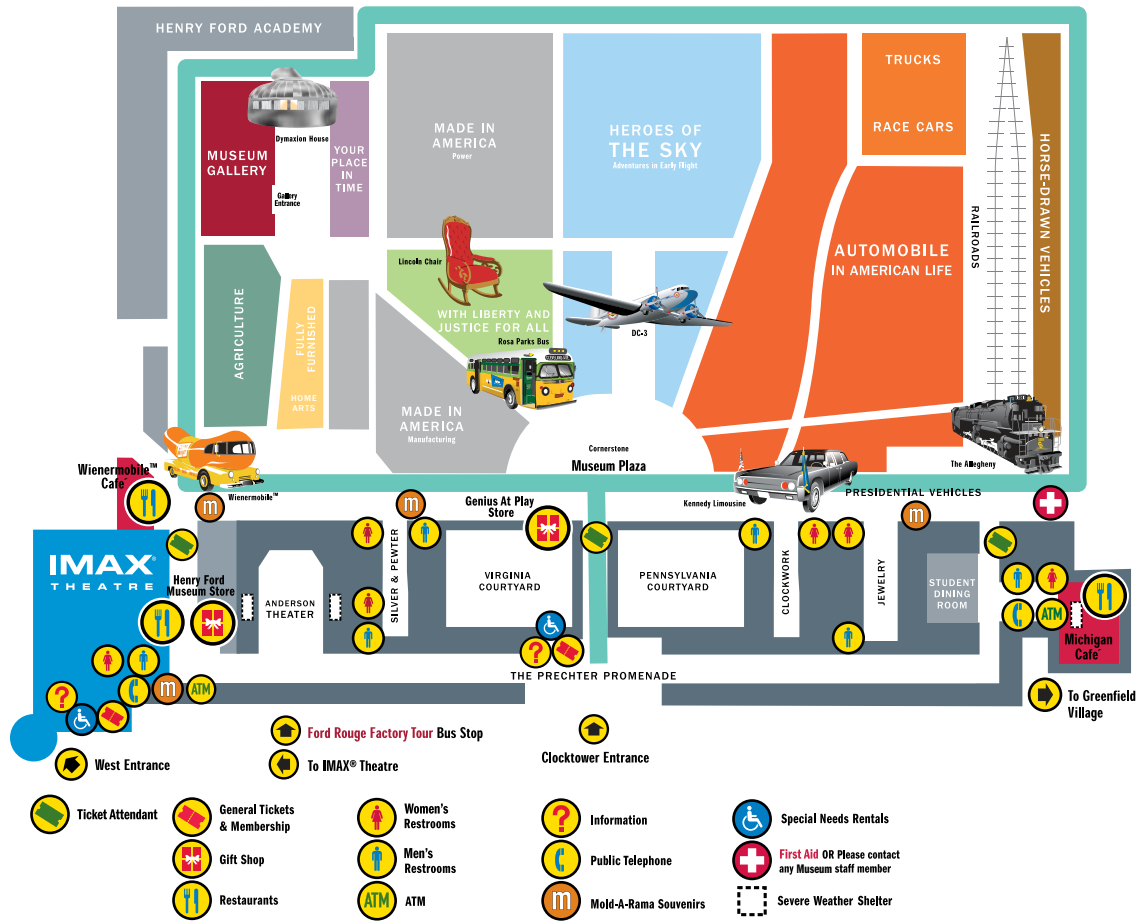 HENRY FORD ACADEMY
TRUCKS
RACE CARS
MADE IN
AMERICA
Power
HEROES OF
THE SKY
Adventures in Early Flight
Dymaxion House
MUSEUM
GALLERY
YOUR
PLACE
IN
TIME
Gallery
Entrance
HORSE-DRAWN VEHICLES
RAILROADS
AUTOMOBILE
IN AMERICAN LIFE
Lincoln Chair
WITH LIBERTY AND
JUSTICE FOR ALL
Rosa Parks Bus
DC-3
AGRICULTURE
FULLY
FURNISHED
HOME
ARTS
MADE IN
AMERICA
Manufacturing
Cornerstone
Museum Plaza
The Allegheny
Wienermobile™
Cafe´
Wienermobile™
Genius At Play
Store
Kennedy Limousine
PRESIDENTIAL VEHICLES
m
m
m
IMAX®
THEATRE
Henry Ford
Museum Store
ANDERSON
THEATER
SILVER & PEWTER
VIRGINIA
COURTYARD
PENNSYLVANIA
COURTYARD
CLOCKWORK
JEWELRY
STUDENT
DINING
ROOM
ATM
Michigan
Cafe´
?
THE PRECHTER PROMENADE
?
m
ATM
To Greenfield
Village
Ford Rouge Factory Tour Bus Stop
To IMAX® Theatre
Clocktower Entrance
West Entrance
Ticket Attendant
General Tickets
& Membership
Gift Shop
Restaurants
Women's
Restrooms
Men's
Restrooms
ATM
ATM
?
Information
Public Telephone
m
Mold-A-Rama Souvenirs
Special Needs Rentals
First Aid OR Please contact
any Museum staff member
Severe Weather Shelter